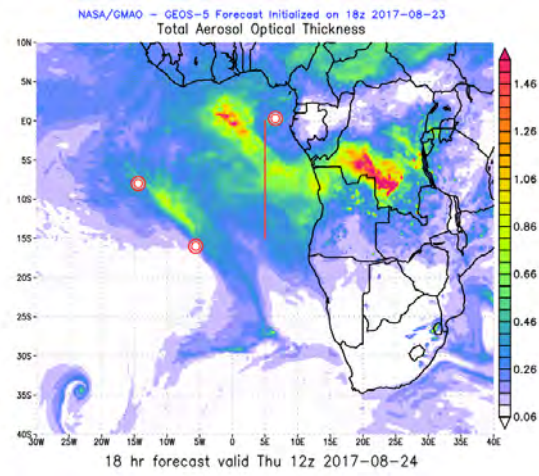 NASA/GMAO - GEOS-5 Forecast Initialized on 18z 2017-08-23
Total Aerosol Optical Thickness
10N
5N
EQ
5S
10S
15S
20S
25S
30S
35S
40S
30W 25W 20W 15W 10W 5W 0 5E 10E 15E 20E 25E 30E 35E 40E
1.46
1.26
1.06
0.86
0.66
0.46
0.26
0.06
18 hr forecast valid Thu 12z 2017-08-24